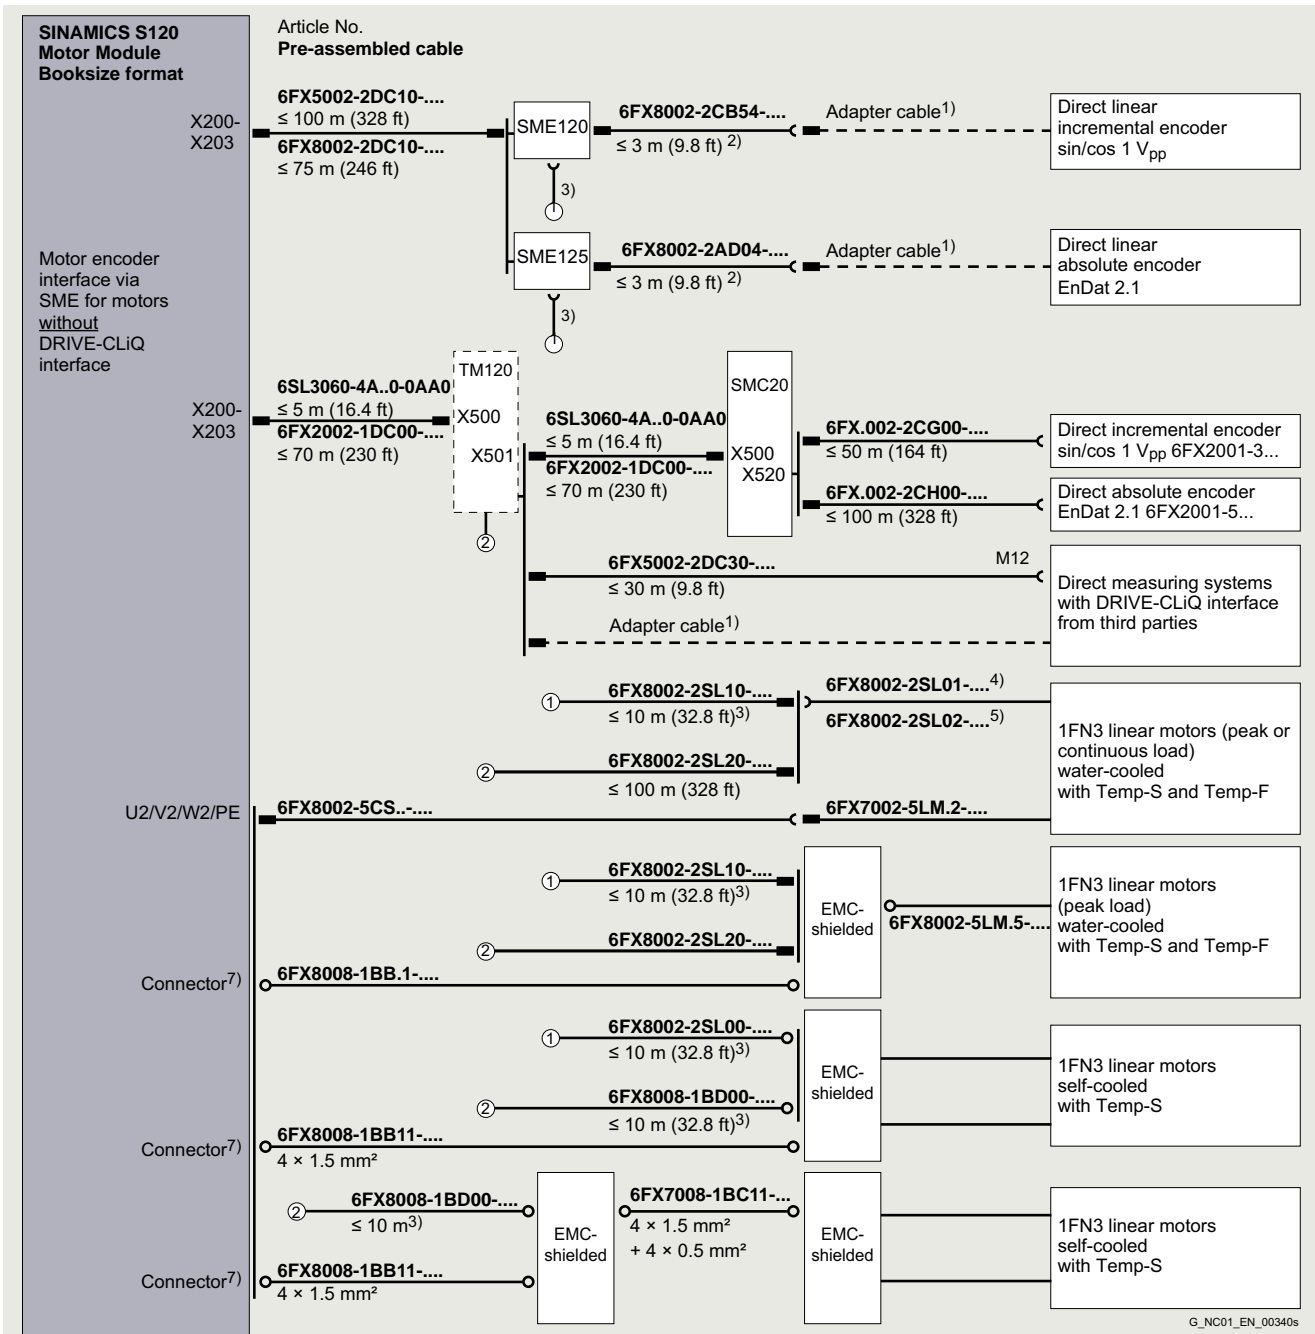 SINAMICS S120
Motor Module
Booksize format
Article No.
Pre-assembled cable
X200-
X203
6FX5002-2DC10-....
≤ 100 m (328 ft)
6FX8002-2DC10-....
≤ 75 m (246 ft)
SME120
6FX8002-2CB54-....
≤ 3 m (9.8 ft) 2)
Adapter cable1)
Direct linear
incremental encoder
sin/cos 1 Vpp
3)
Motor encoder
interface via
SME for motors
without
DRIVE-CLiQ
interface
SME125
6FX8002-2AD04-....
≤ 3 m (9.8 ft) 2)
Adapter cable1)
Direct linear
absolute encoder
EnDat 2.1
3)
X200-
X203
6SL3060-4A..0-0AA0
≤ 5 m (16.4 ft)
6FX2002-1DC00-....
≤ 70 m (230 ft)
TM120
X500
X501
②
6SL3060-4A..0-0AA0
≤ 5 m (16.4 ft)
6FX2002-1DC00-....
≤ 70 m (230 ft)
SMC20
X500
X520
6FX.002-2CG00-....
≤ 50 m (164 ft)
Direct incremental encoder
sin/cos 1 Vpp 6FX2001-3...
6FX.002-2CH00-....
≤ 100 m (328 ft)
Direct absolute encoder
EnDat 2.1 6FX2001-5...
6FX5002-2DC30-....
≤ 30 m (9.8 ft)
M12
Adapter cable1)
Direct measuring systems
with DRIVE-CLiQ interface
from third parties
①
6FX8002-2SL10-....
≤ 10 m (32.8 ft)3)
6FX8002-2SL01-....4)
6FX8002-2SL02-....5)
②
6FX8002-2SL20-....
≤ 100 m (328 ft)
1FN3 linear motors (peak or
continuous load)
water-cooled
with Temp-S and Temp-F
U2/V2/W2/PE
6FX8002-5CS..-....
6FX7002-5LM.2-....
①
6FX8002-2SL10-....
≤ 10 m (32.8 ft)3)
②
6FX8002-2SL20-....
EMC-
shielded
6FX8002-5LM.5-....
1FN3 linear motors
(peak load)
water-cooled
with Temp-S and Temp-F
Connector7)
6FX8008-1BB.1-....
①
6FX8002-2SL00-....
≤ 10 m (32.8 ft)3)
②
6FX8008-1BD00-....
≤ 10 m (32.8 ft)3)
EMC-
shielded
1FN3 linear motors
self-cooled
with Temp-S
Connector7)
6FX8008-1BB11-....
4 × 1.5 mm²
②
6FX8008-1BD00-....
≤ 10 m3)
EMC-
shielded
6FX7008-1BC11-...
4 × 1.5 mm²
+ 4 × 0.5 mm²
EMC-
shielded
1FN3 linear motors
self-cooled
with Temp-S
Connector7)
6FX8008-1BB11-....
4 × 1.5 mm²
G_NC01_EN_00340s